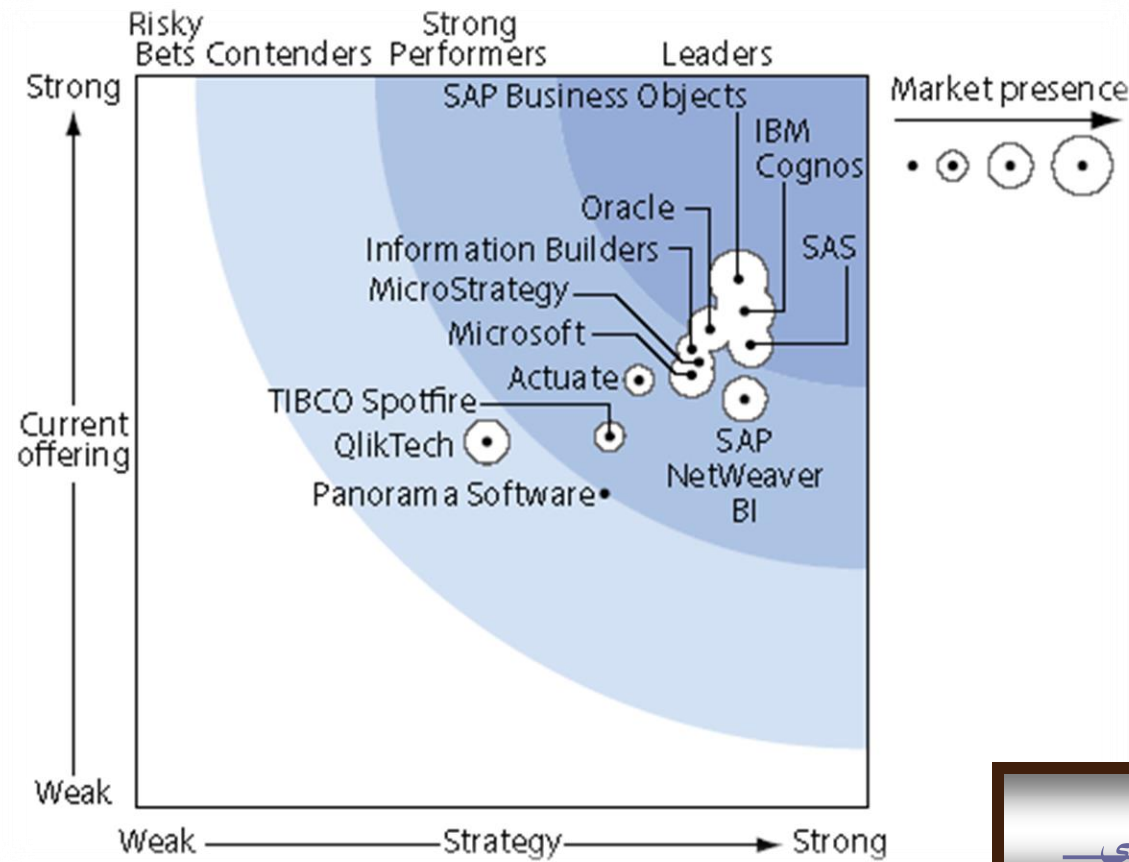 Risky
Bets
Contenders
Strong
Performers
Leaders
Strong
SAP Business Objects
Market presence
IBM
Cognos
Oracle
Information Builders
SAS
MicroStrategy
Microsoft
Actuate
TIBCO Spotfire
Current
offering
QlikTech
SAP
NetWeaver
BI
Panorama Software
Weak
Weak
Strategy
Strong